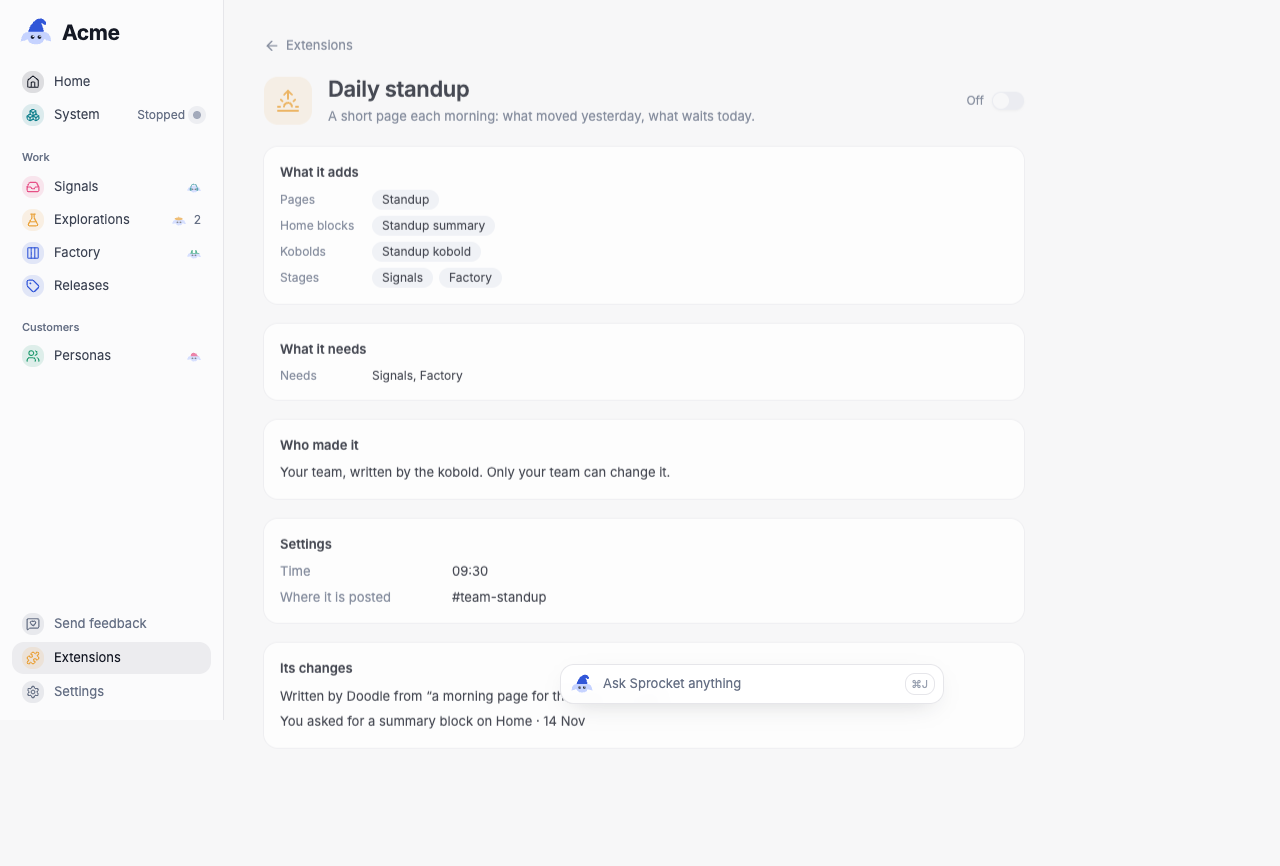 Acme
Home
System Stopped
Work
Signals
Explorations 2
Factory
Releases
Customers
Personas
Send feedback
Extensions
Settings
Extensions
Daily standup
A short page each morning: what moved yesterday, what waits today.
Off
What it adds
Pages Standup
Home blocks Standup summary
Kobolds Standup kobold
Stages Signals Factory
What it needs
Needs Signals, Factory
Who made it
Your team, written by the kobold. Only your team can change it.
Settings
Time 09:30
Where it is posted #team-standup
Its changes
Written by Doodle from “a morning page for
Ask Sprocket anything ⌘J
You asked for a summary block on Home · 14 Nov